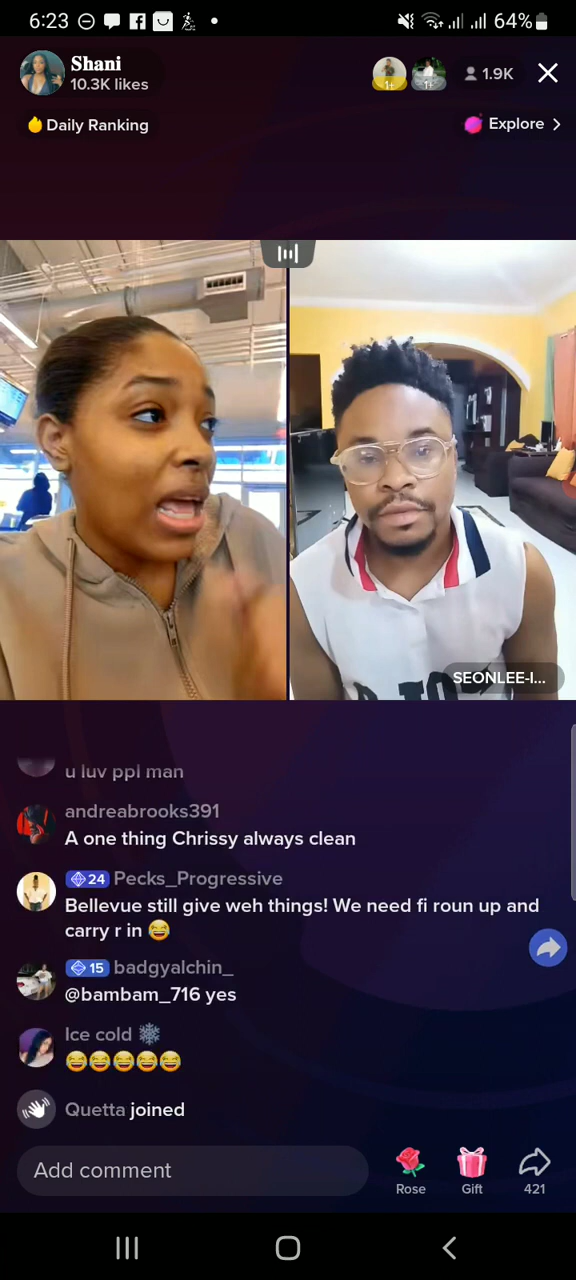 6:23
64%
Shani
10.3K likes
1+
1+
1.9K
Daily Ranking
Explore >
SEONLEE-I...
u luv ppl man
andreabrooks391
A one thing Chrissy always clean
24 Pecks_Progressive
Bellevue still give weh things! We need fi roun up and
carry r in 😂
15 badgyalchin_
@bambam_716 yes
Ice cold ❄️
😂😂😂😂😂
Quetta joined
Add comment
Rose
Gift
421